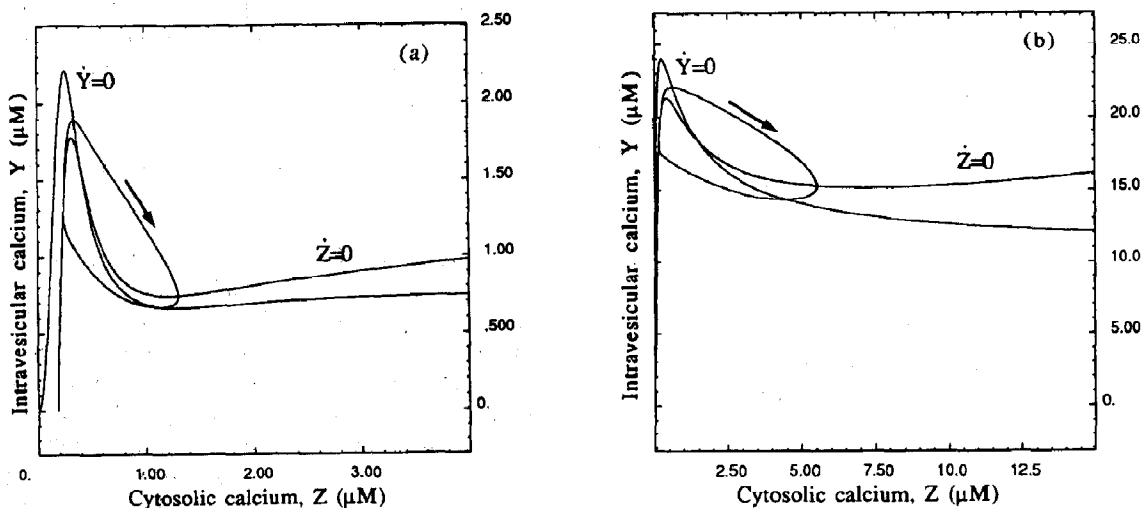 (a)
Ẏ=0
Ż=0
Intravesicular calcium, Y (μM)
2.50
2.00
1.50
1.00
.500
0.
0.
1.00
2.00
3.00
Cytosolic calcium, Z (μM)
(b)
Ẏ=0
Ż=0
Intravesicular calcium, Y (μM)
25.0
20.0
15.0
10.0
5.00
0.
2.50
5.00
7.50
10.0
12.5
Cytosolic calcium, Z (μM)